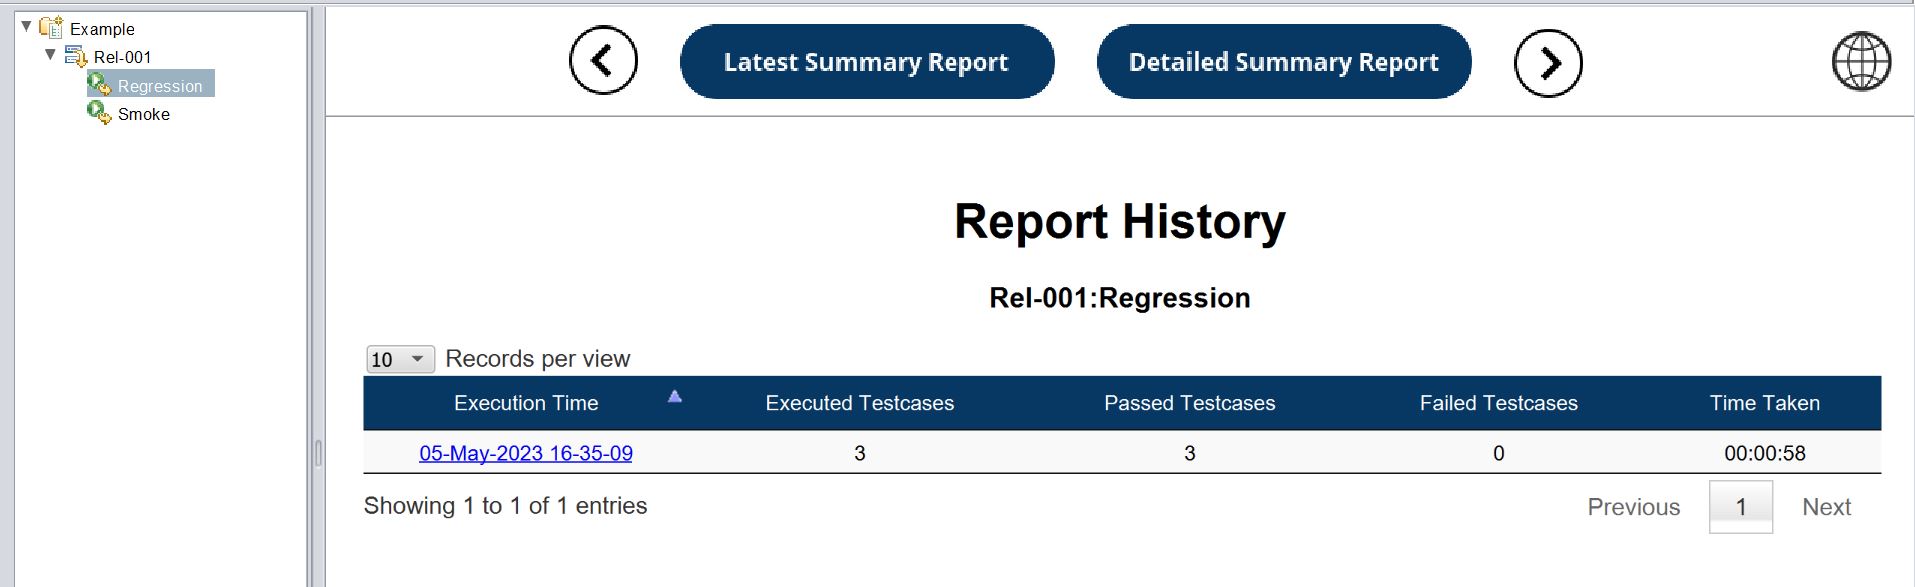 Example
Rel-001
Regression
Smoke
Latest Summary Report
Detailed Summary Report
Report History
Rel-001:Regression
10 Records per view
Execution Time Executed Testcases Passed Testcases Failed Testcases Time Taken
05-May-2023 16-35-09 3 3 0 00:00:58
Showing 1 to 1 of 1 entries
Previous 1 Next